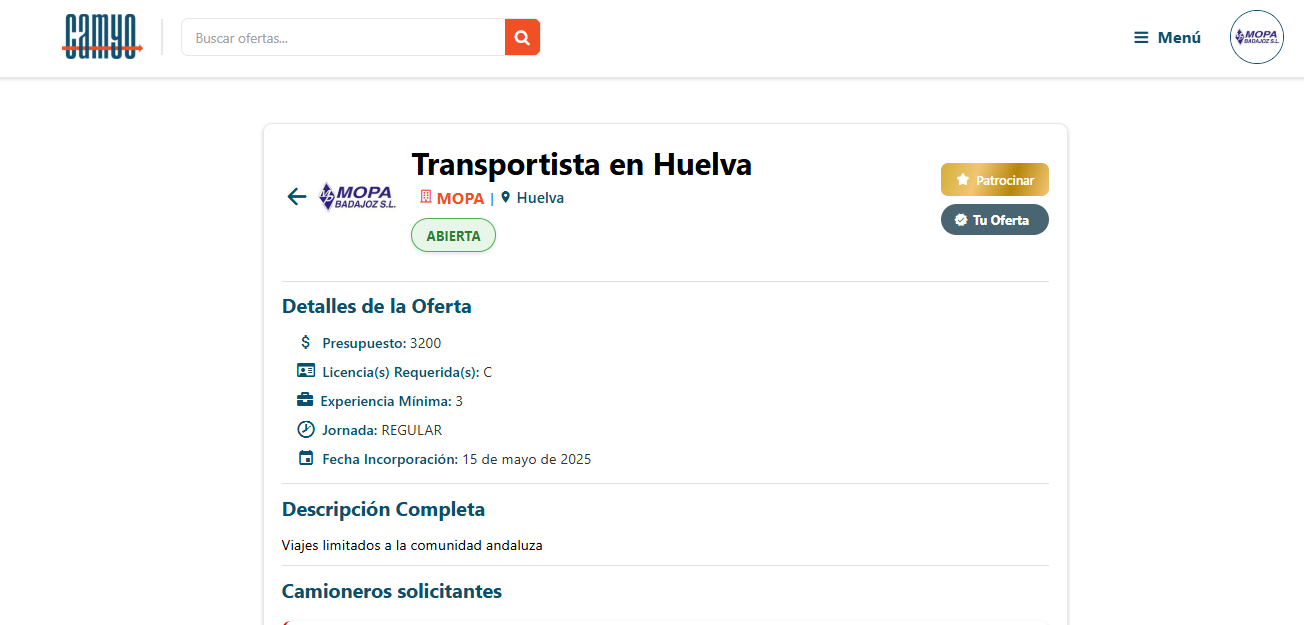 camyo
Buscar ofertas...
Menú
MOPA
BADAJOZ S.L.
Transportista en Huelva
MOPA
BADAJOZ S.L.
MOPA | Huelva
ABIERTA
Patrocinar
Tu Oferta
Detalles de la Oferta
Presupuesto: 3200
Licencia(s) Requerida(s): C
Experiencia Mínima: 3
Jornada: REGULAR
Fecha Incorporación: 15 de mayo de 2025
Descripción Completa
Viajes limitados a la comunidad andaluza
Camioneros solicitantes